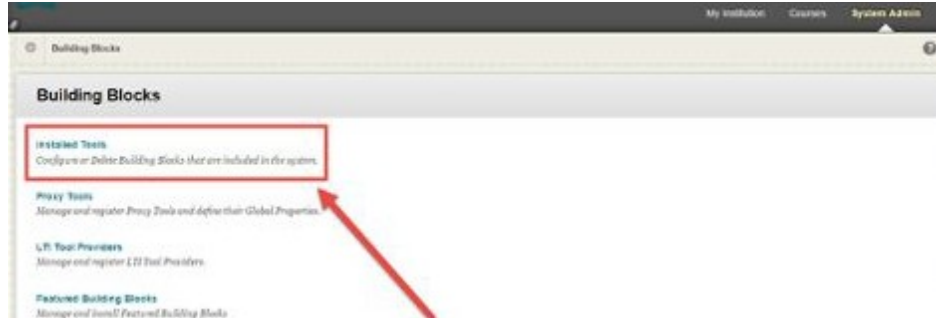 My Institution Courses System Admin
Building Blocks
Building Blocks
Installed Tools
Configure or Delete Building Blocks that are included in the system.
Proxy Tools
Manage and register Proxy Tools and define their Global Properties.
LTI Tool Providers
Manage and register LTI Tool Providers.
Featured Building Blocks
Manage and install Featured Building Blocks